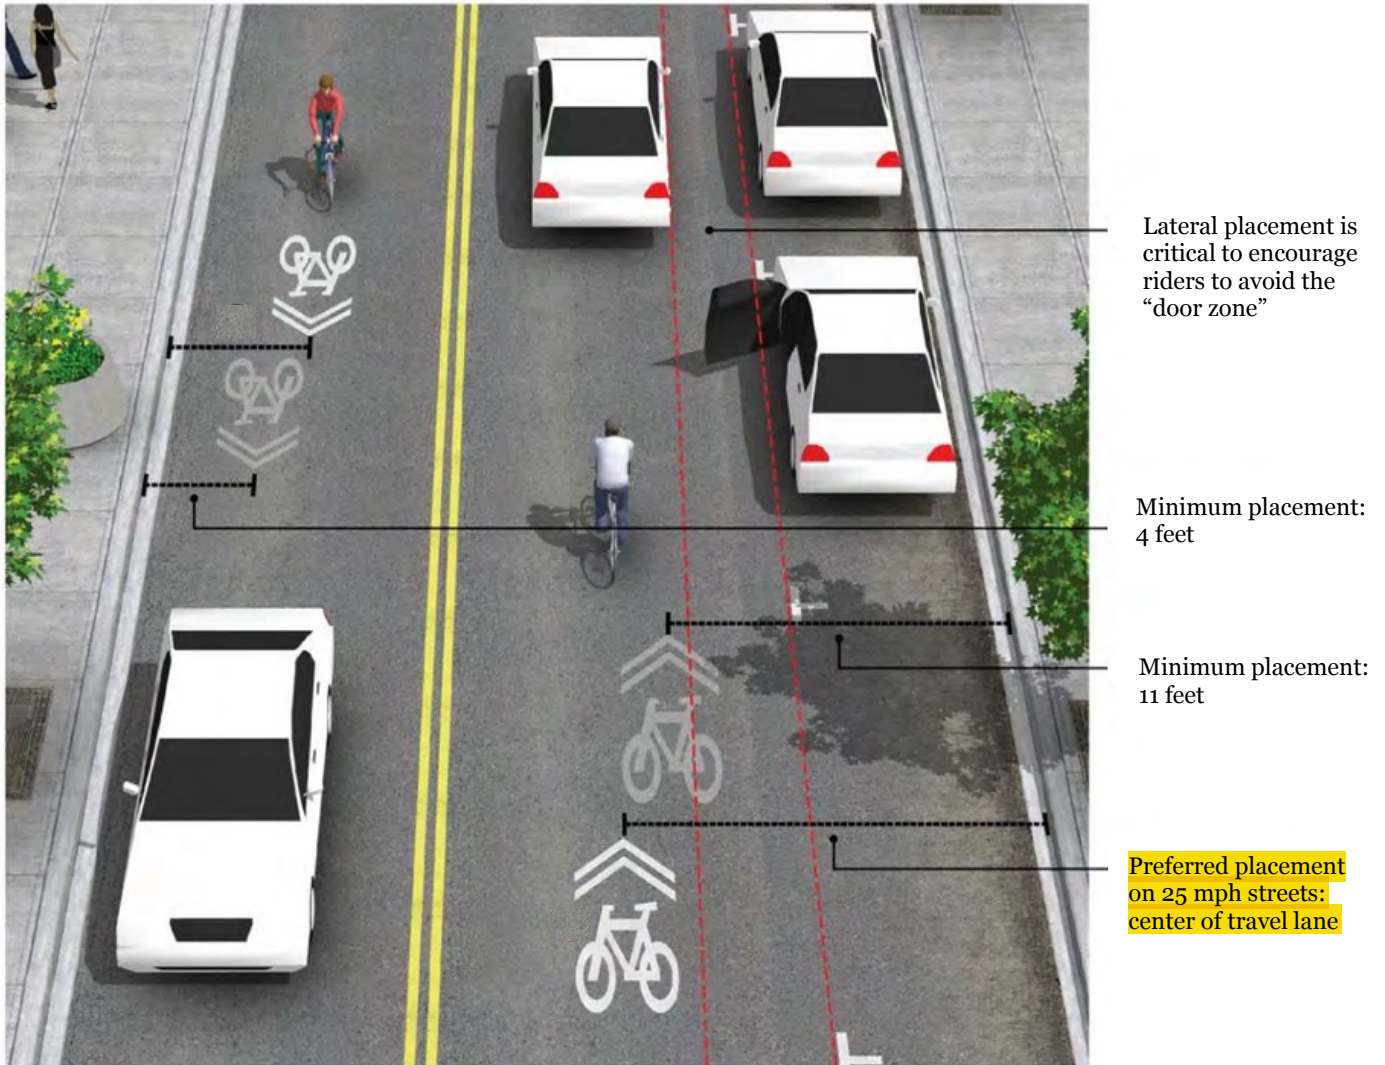 Lateral placement is
critical to encourage
riders to avoid the
“door zone”
Minimum placement:
4 feet
Minimum placement:
11 feet
Preferred placement
on 25 mph streets:
center of travel lane